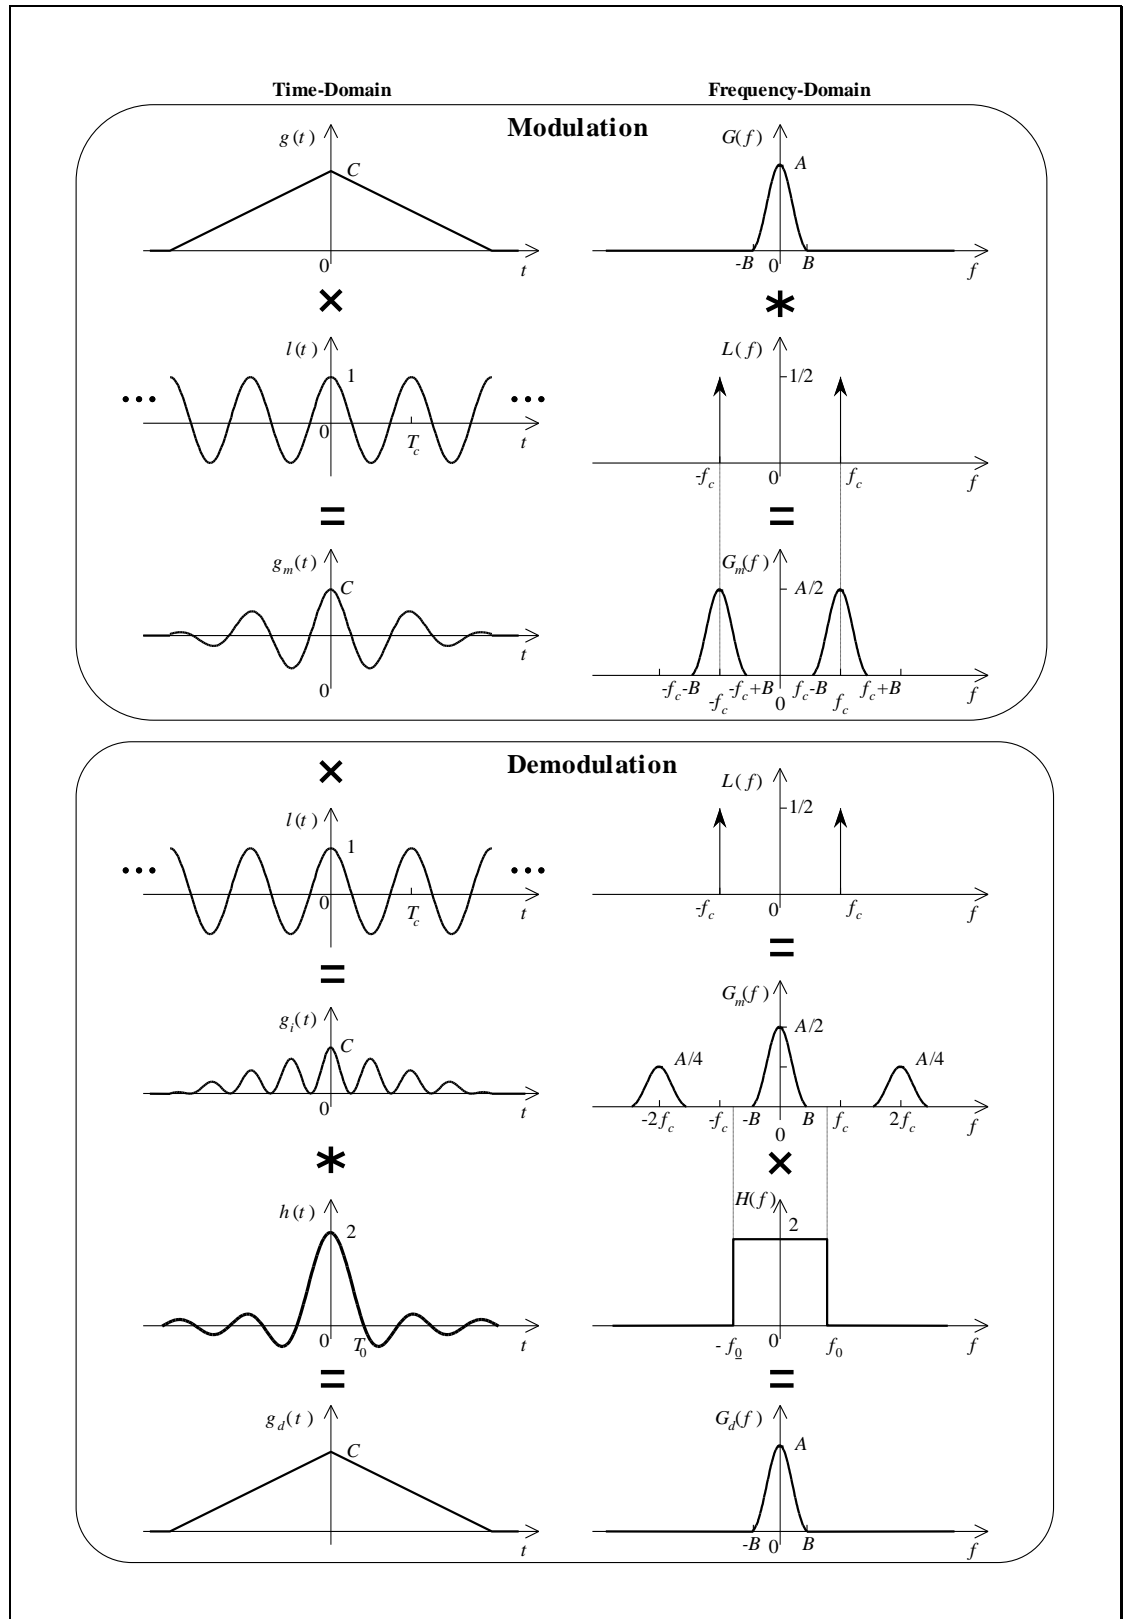 Time-Domain
Frequency-Domain
Modulation
g(t)
C
0
t
G(f)
A
-B
0
B
f
×
*
l(t)
1
0
T_c
t
L(f)
1/2
-f_c
0
f_c
f
=
=
g_m(t)
C
0
t
G_m(f)
A/2
-f_c-B
-f_c
-f_c+B
0
f_c-B
f_c
f_c+B
f
Demodulation
×
l(t)
1
0
T_c
t
L(f)
1/2
-f_c
0
f_c
f
=
=
g_i(t)
C
0
t
G_m(f)
A/2
A/4
A/4
-2f_c
-f_c
-B
0
B
f_c
2f_c
f
*
×
h(t)
2
0
T_0
t
H(f)
2
-f_0
0
f_0
f
=
=
g_d(t)
C
t
G_d(f)
A
-B
0
B
f